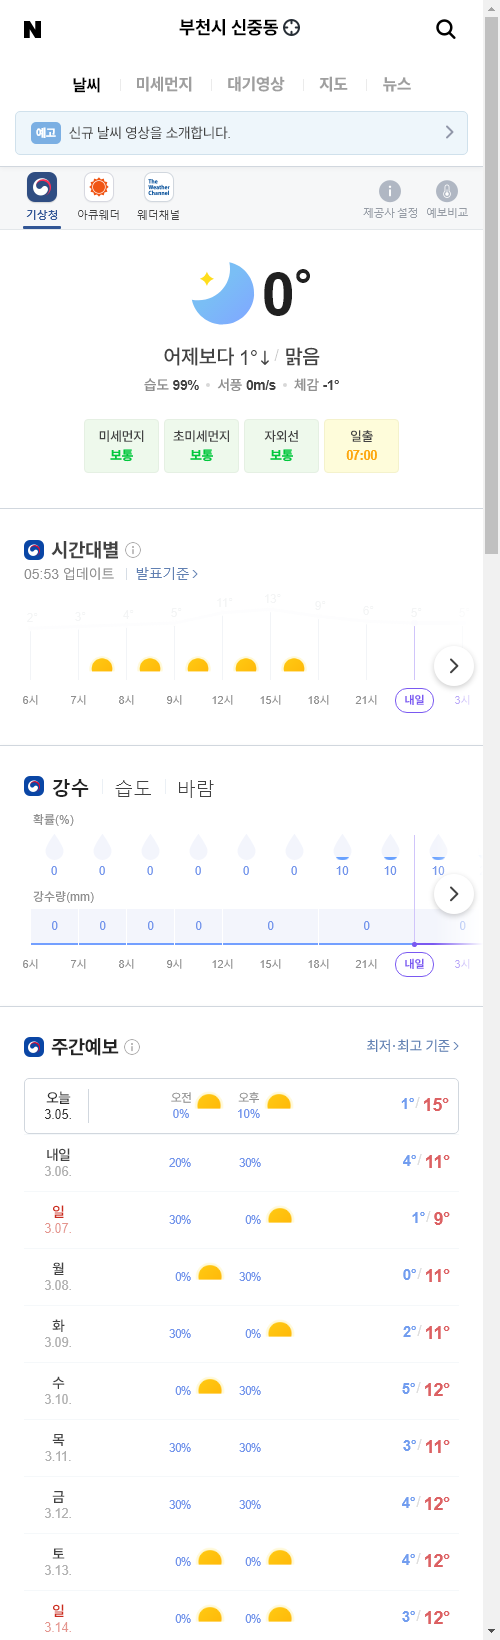 N
부천시 신중동
날씨 미세먼지 대기영상 지도 뉴스
예고 신규 날씨 영상을 소개합니다.
The
Weather
Channel
기상청 아큐웨더 웨더채널 제공사 설정 예보비교
0°
어제보다 1°↓ / 맑음
습도 99% • 서풍 0m/s • 체감 -1°
미세먼지 초미세먼지 자외선 일출
보통 보통 보통 07:00
시간대별
05:53 업데이트 발표기준 >
2° 3° 4° 5° 11° 13° 9° 6° 5°
6시 7시 8시 9시 12시 15시 18시 21시 내일 3시
강수 습도 바람
확률(%)
0 0 0 0 0 0 10 10 10
강수량(mm)
0 0 0 0 0 0 0
6시 7시 8시 9시 12시 15시 18시 21시 내일 3시
주간예보 최저·최고 기준 >
오늘 3.05. 오전 0% 오후 10% 1° / 15°
내일 3.06. 20% 30% 4° / 11°
일 3.07. 30% 0% 1° / 9°
월 3.08. 0% 30% 0° / 11°
화 3.09. 30% 0% 2° / 11°
수 3.10. 0% 30% 5° / 12°
목 3.11. 30% 30% 3° / 11°
금 3.12. 30% 30% 4° / 12°
토 3.13. 0% 0% 4° / 12°
일 3.14. 0% 0% 3° / 12°